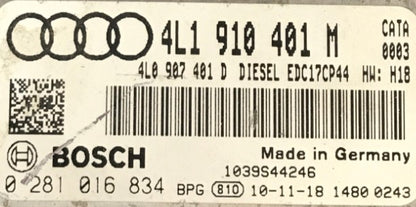 4L1 910 401 M CATA
0003
4L0 907 401 D DIESEL EDC17CP44 HW: H18
BOSCH Made in Germany
1039S44246
0 281 016 834 BPG 810 10-11-18 1480 0243